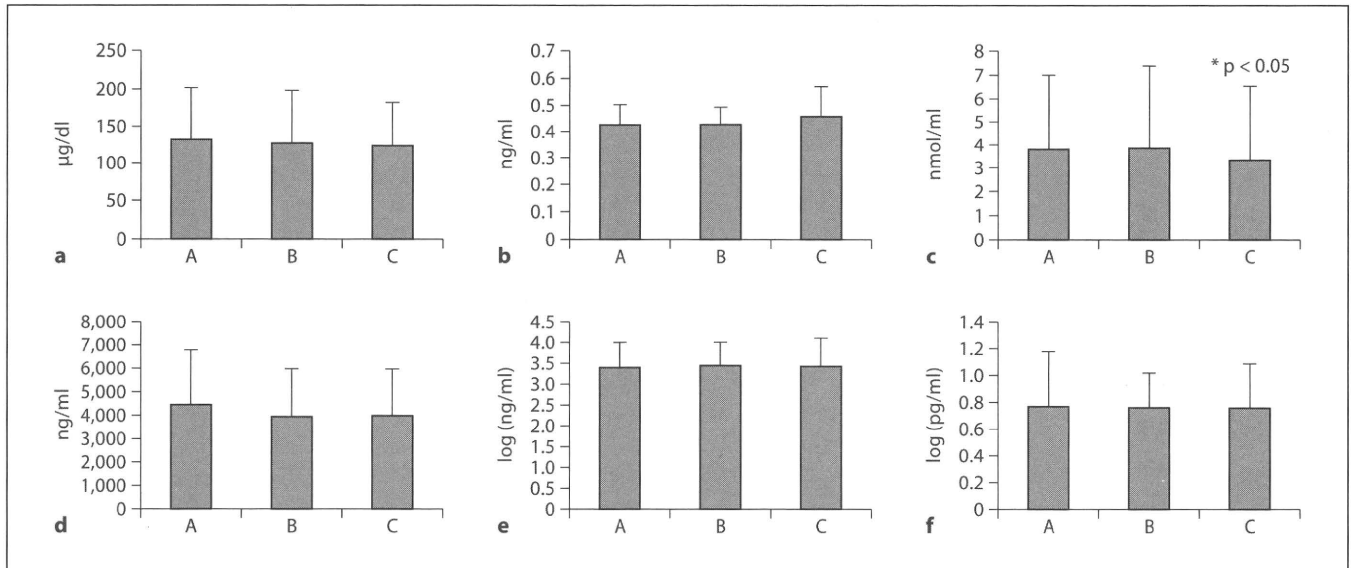 250
200
150
100
50
0
µg/dl
A B C
a
0.7
0.6
0.5
0.4
0.3
0.2
0.1
0
ng/ml
A B C
b
8
7
6
5
4
3
2
1
0
nmol/ml
* p < 0.05
A B C
c
8,000
7,000
6,000
5,000
4,000
3,000
2,000
1,000
0
ng/ml
A B C
d
4.5
4.0
3.5
3.0
2.5
2.0
1.5
1.0
0.5
0
log (ng/ml)
A B C
e
1.4
1.2
1.0
0.8
0.6
0.4
0.2
0
log (pg/ml)
A B C
f